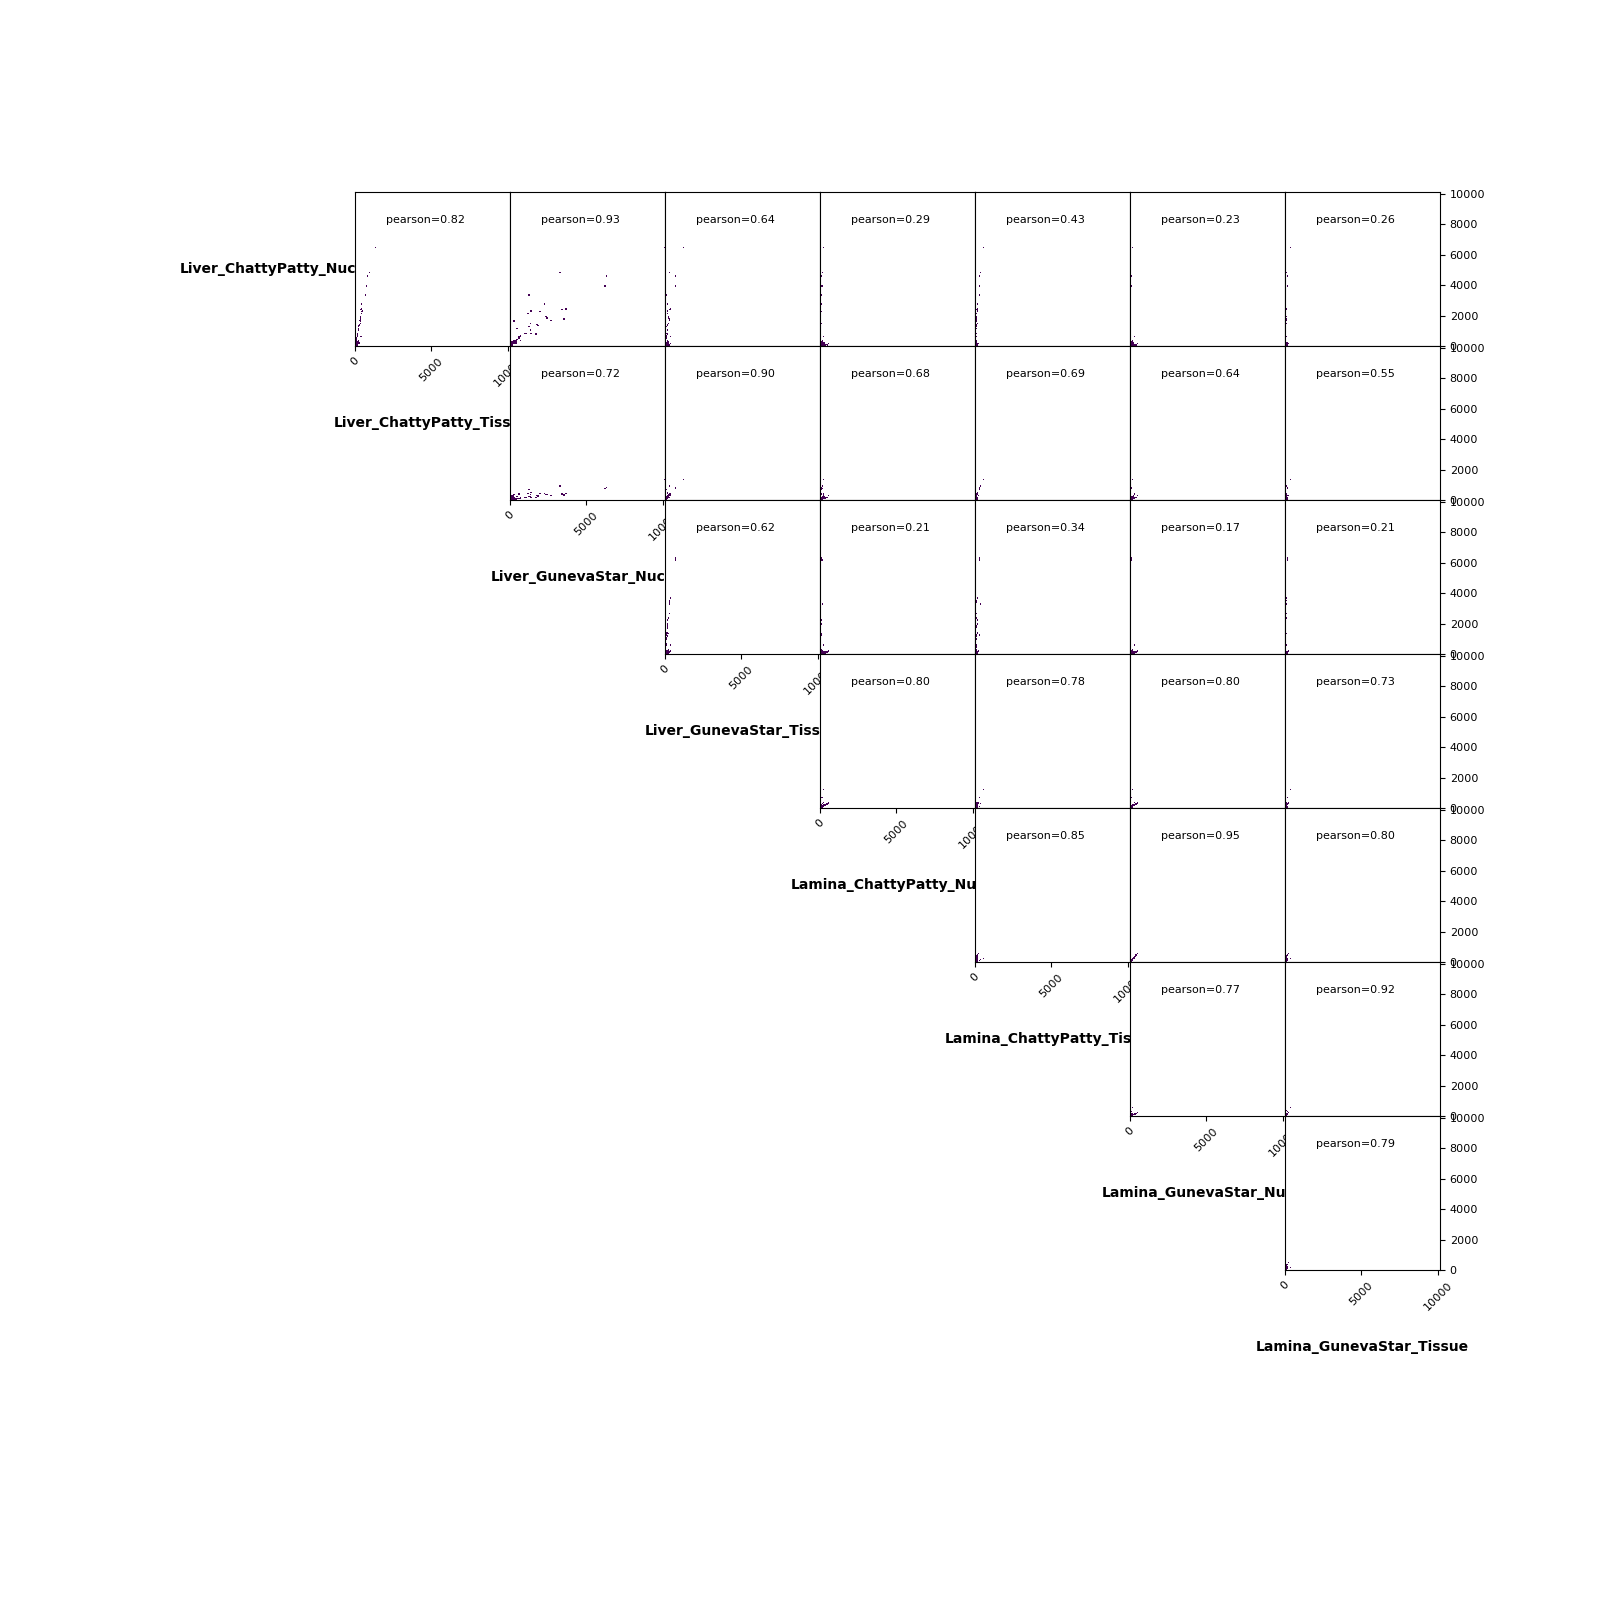 pearson=0.82 pearson=0.93 pearson=0.64 pearson=0.29 pearson=0.43 pearson=0.23 pearson=0.26
10000
8000
6000
Liver_ChattyPatty_Nuc
4000
2000
0
0 5000 1000
pearson=0.72 pearson=0.90 pearson=0.68 pearson=0.69 pearson=0.64 pearson=0.55
10000
8000
6000
Liver_ChattyPatty_Tiss
4000
2000
0
0 5000 1000
pearson=0.62 pearson=0.21 pearson=0.34 pearson=0.17 pearson=0.21
10000
8000
6000
Liver_GunevaStar_Nuc
4000
2000
0
0 5000 1000
pearson=0.80 pearson=0.78 pearson=0.80 pearson=0.73
10000
8000
6000
Liver_GunevaStar_Tiss
4000
2000
0
0 5000 1000
pearson=0.85 pearson=0.95 pearson=0.80
10000
8000
6000
Lamina_ChattyPatty_Nu
4000
2000
0
0 5000 1000
pearson=0.77 pearson=0.92
10000
8000
6000
Lamina_ChattyPatty_Tis
4000
2000
0
0 5000 1000
pearson=0.79
10000
8000
6000
Lamina_GunevaStar_Nu
4000
2000
0
0 5000 10000
Lamina_GunevaStar_Tissue